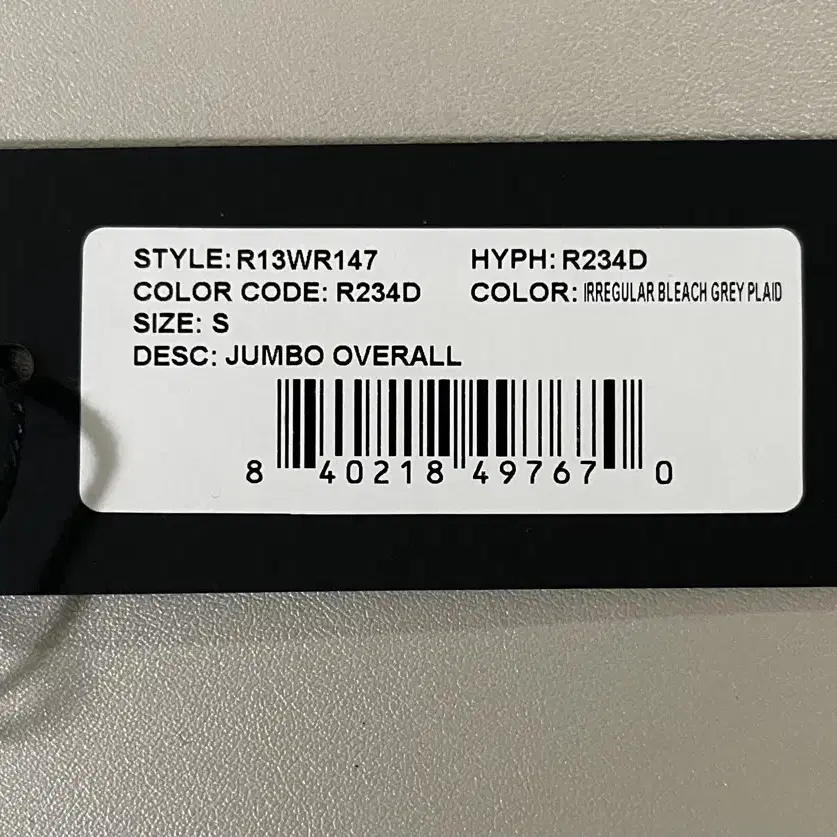 STYLE: R13WR147 HYPH: R234D
COLOR CODE: R234D COLOR: IRREGULAR BLEACH GREY PLAID
SIZE: S
DESC: JUMBO OVERALL
8 40218 49767 0